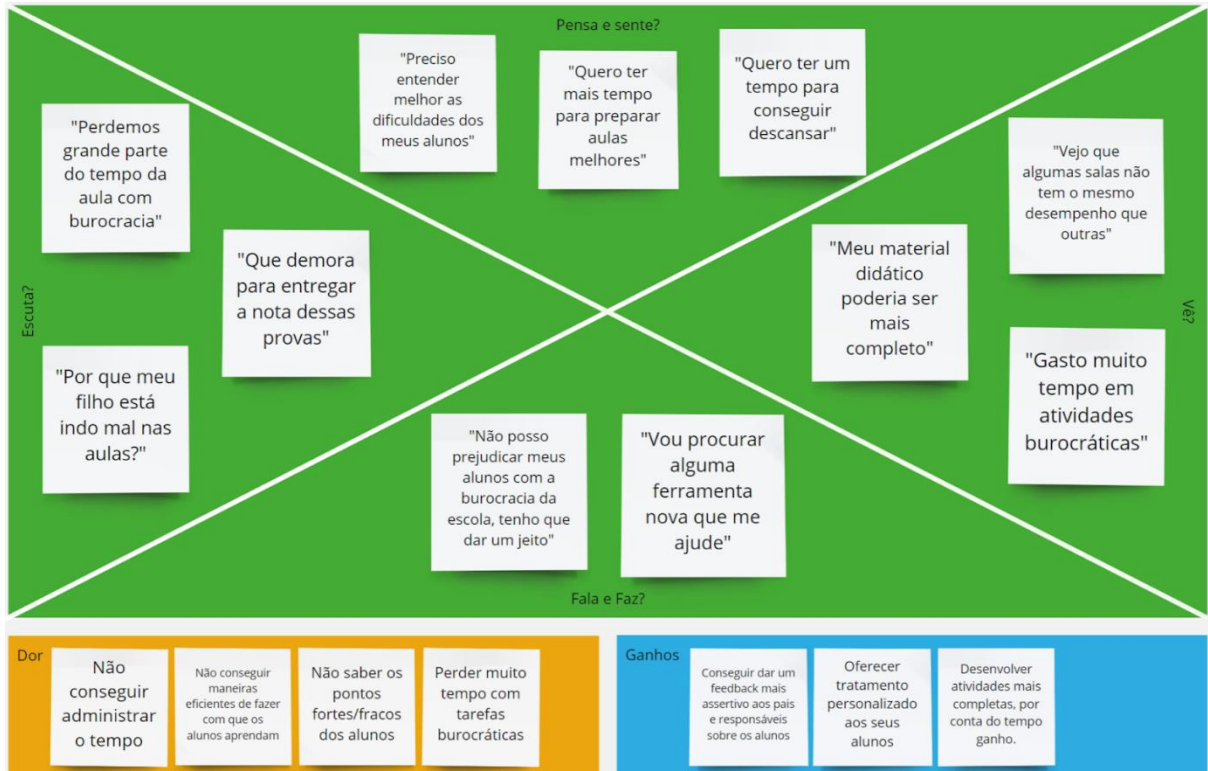 Pensa e sente?
"Preciso
entender
melhor as
dificuldades dos
meus alunos"
"Quero ter
mais tempo
para preparar
aulas
melhores"
"Quero ter um
tempo para
conseguir
descansar"
Escuta?
"Perdemos
grande parte
do tempo da
aula com
burocracia"
"Que demora
para entregar
a nota dessas
provas"
"Por que meu
filho está
indo mal nas
aulas?"
Vê?
"Vejo que
algumas salas não
tem o mesmo
desempenho que
outras"
"Meu material
didático
poderia ser
mais
completo"
"Gasto muito
tempo em
atividades
burocráticas"
"Não posso
prejudicar meus
alunos com a
burocracia da
escola, tenho que
dar um jeito"
"Vou procurar
alguma
ferramenta
nova que me
ajude"
Fala e Faz?
Dor
Não
conseguir
administrar
o tempo
Não conseguir
maneiras
eficientes de fazer
com que os
alunos aprendam
Não saber os
pontos
fortes/fracos
dos alunos
Perder muito
tempo com
tarefas
burocráticas
Ganhos
Conseguir dar um
feedback mais
assertivo aos pais
e responsáveis
sobre os alunos
Oferecer
tratamento
personalizado
aos seus
alunos
Desenvolver
atividades mais
completas, por
conta do tempo
ganho.